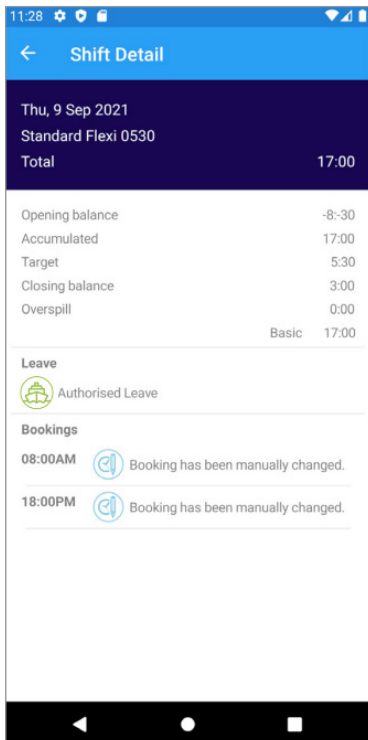 11:28
Shift Detail
Thu, 9 Sep 2021
Standard Flexi 0530
Total 17:00
Opening balance -8:-30
Accumulated 17:00
Target 5:30
Closing balance 3:00
Overspill 0:00
Basic 17:00
Leave
Authorised Leave
Bookings
08:00AM Booking has been manually changed.
18:00PM Booking has been manually changed.